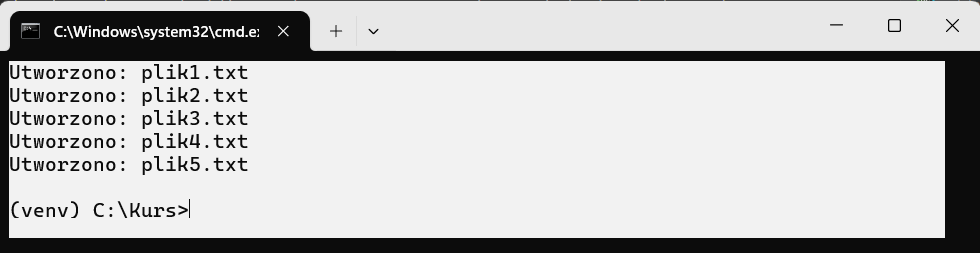 C:\Windows\system32\cmd.e
Utworzono: plik1.txt
Utworzono: plik2.txt
Utworzono: plik3.txt
Utworzono: plik4.txt
Utworzono: plik5.txt
(venv) C:\Kurs>